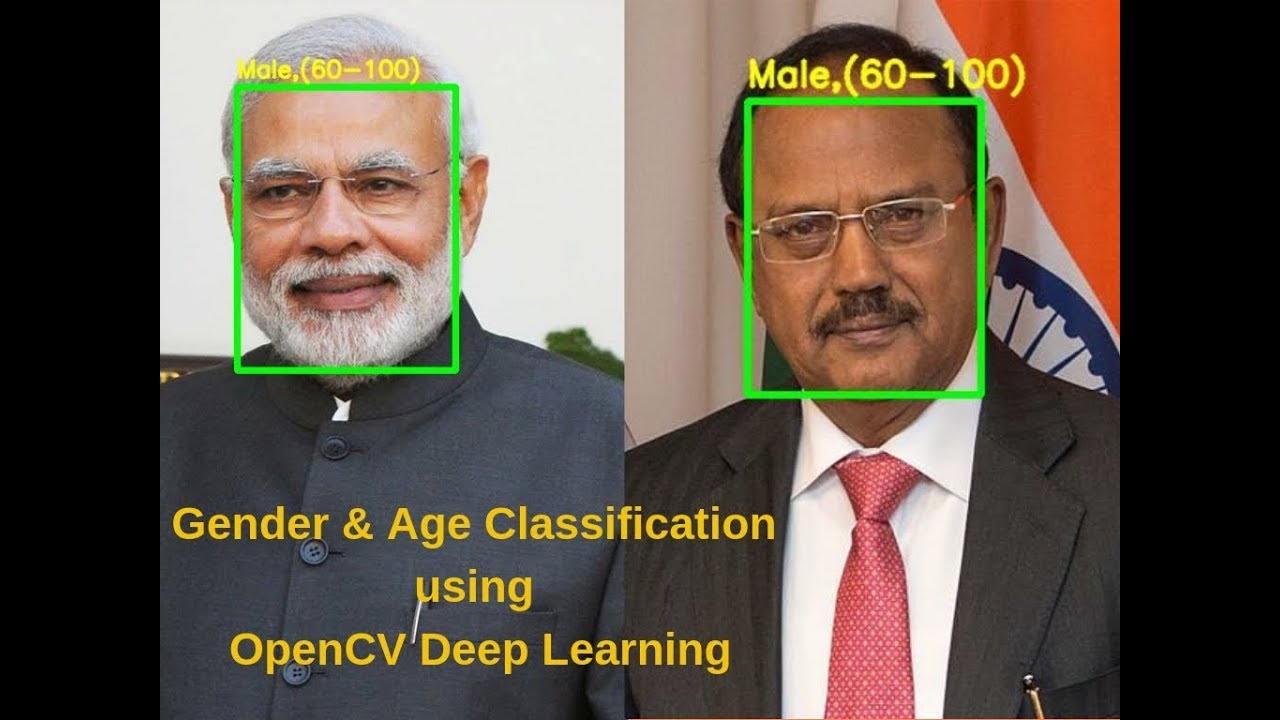 Male,(60-100)
Male,(60-100)
Gender & Age Classification
using
OpenCV Deep Learning